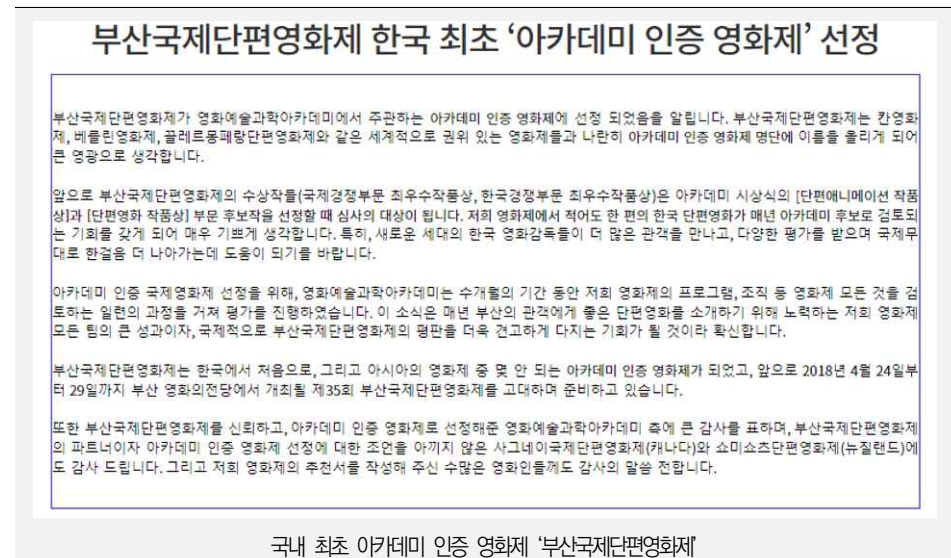 부산국제단편영화제 한국 최초 ‘아카데미 인증 영화제’ 선정
부산국제단편영화제가 영화예술과학아카데미에서 주관하는 아카데미 인증 영화제에 선정 되었음을 알립니다. 부산국제단편영화제는 칸영화
제, 베를린영화제, 끌레르몽페랑단편영화제와 같은 세계적으로 권위 있는 영화제들과 나란히 아카데미 인증 영화제 명단에 이름을 올리게 되어
큰 영광으로 생각합니다.
앞으로 부산국제단편영화제의 수상작들(국제경쟁부문 최우수작품상, 한국경쟁부문 최우수작품상)은 아카데미 시상식의 [단편애니메이션 작품
상]과 [단편영화 작품상] 부문 후보작을 선정할 때 심사의 대상이 됩니다. 저희 영화제에서 적어도 한 편의 한국 단편영화가 매년 아카데미 후보로 검토되
는 기회를 갖게 되어 매우 기쁘게 생각합니다. 특히, 새로운 세대의 한국 영화감독들이 더 많은 관객을 만나고, 다양한 평가를 받으며 국제무
대로 한걸음 더 나아가는데 도움이 되기를 바랍니다.
아카데미 인증 국제영화제 선정을 위해, 영화예술과학아카데미는 수개월의 기간 동안 저희 영화제의 프로그램, 조직 등 영화제 모든 것을 검
토하는 일련의 과정을 거쳐 평가를 진행하였습니다. 이 소식은 매년 부산의 관객에게 좋은 단편영화를 소개하기 위해 노력하는 저희 영화제
모든 팀의 큰 성과이자, 국제적으로 부산국제단편영화제의 평판을 더욱 견고하게 다지는 기회가 될 것이라 확신합니다.
부산국제단편영화제는 한국에서 처음으로, 그리고 아시아의 영화제 중 몇 안 되는 아카데미 인증 영화제가 되었고, 앞으로 2018년 4월 24일부
터 29일까지 부산 영화의전당에서 개최될 제35회 부산국제단편영화제를 고대하며 준비하고 있습니다.
또한 부산국제단편영화제를 신뢰하고, 아카데미 인증 영화제로 선정해준 영화예술과학아카데미 측에 큰 감사를 표하며, 부산국제단편영화제
의 파트너이자 아카데미 인증 영화제 선정에 대한 조언을 아끼지 않은 사그네이국제단편영화제(캐나다)와 쇼미쇼츠단편영화제(뉴질랜드)에
도 감사 드립니다. 그리고 저희 영화제의 추천서를 작성해 주신 수많은 영화인들께도 감사의 말씀 전합니다.
국내 최초 아카데미 인증 영화제 ‘부산국제단편영화제’